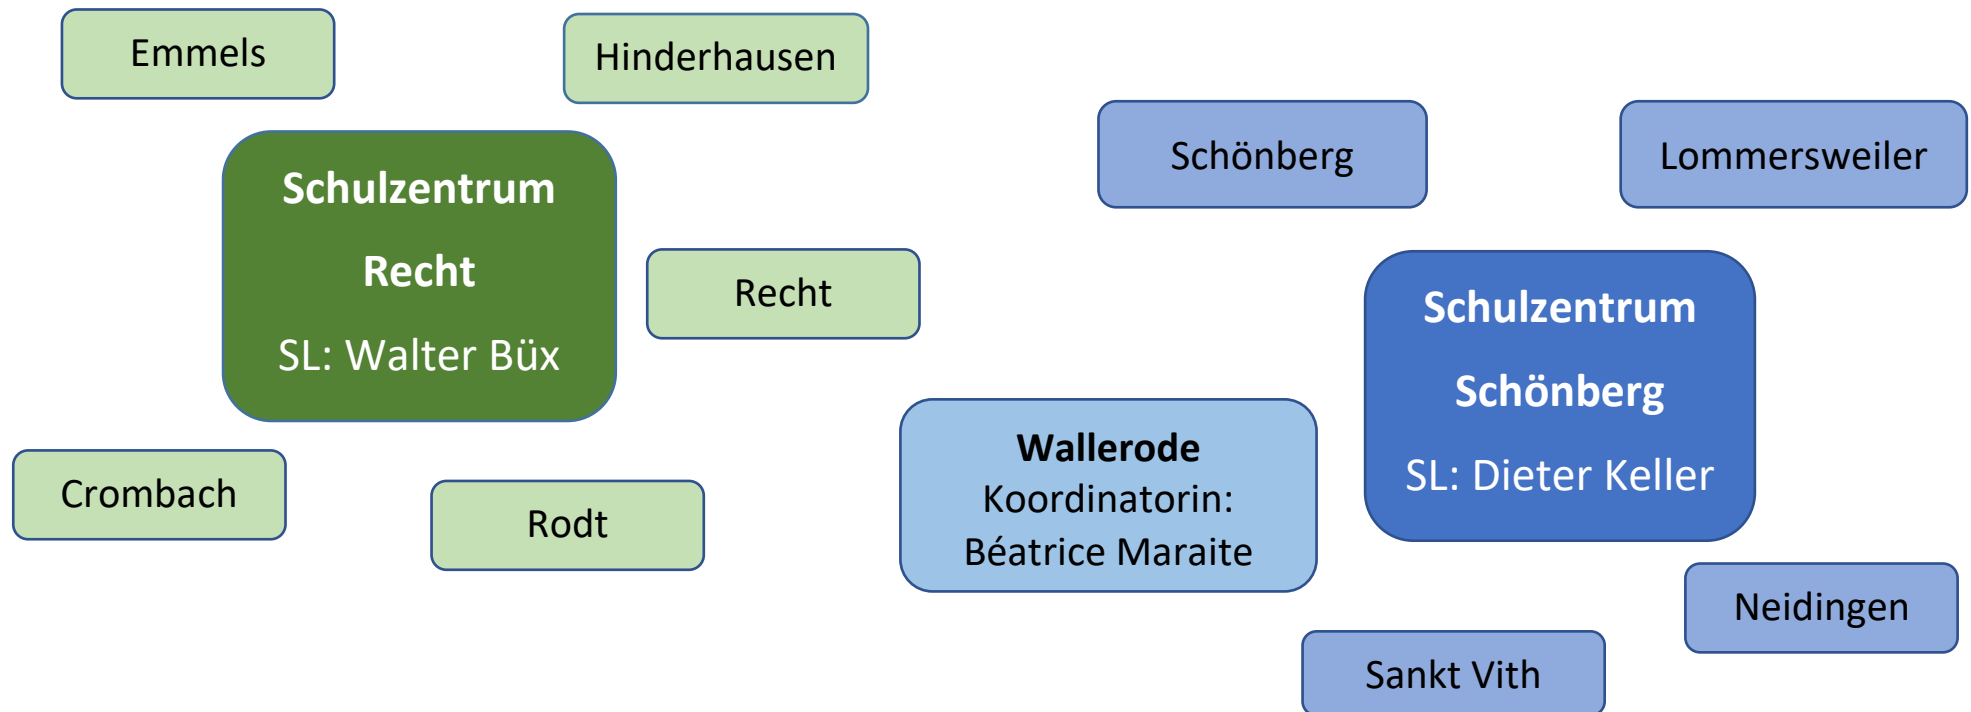 Emmels
Hinderhausen
Schulzentrum
Recht
SL: Walter Büx
Recht
Crombach
Rodt
Schönberg
Lommersweiler
Schulzentrum
Schönberg
SL: Dieter Keller
Wallerode
Koordinatorin:
Béatrice Maraite
Neidingen
Sankt Vith